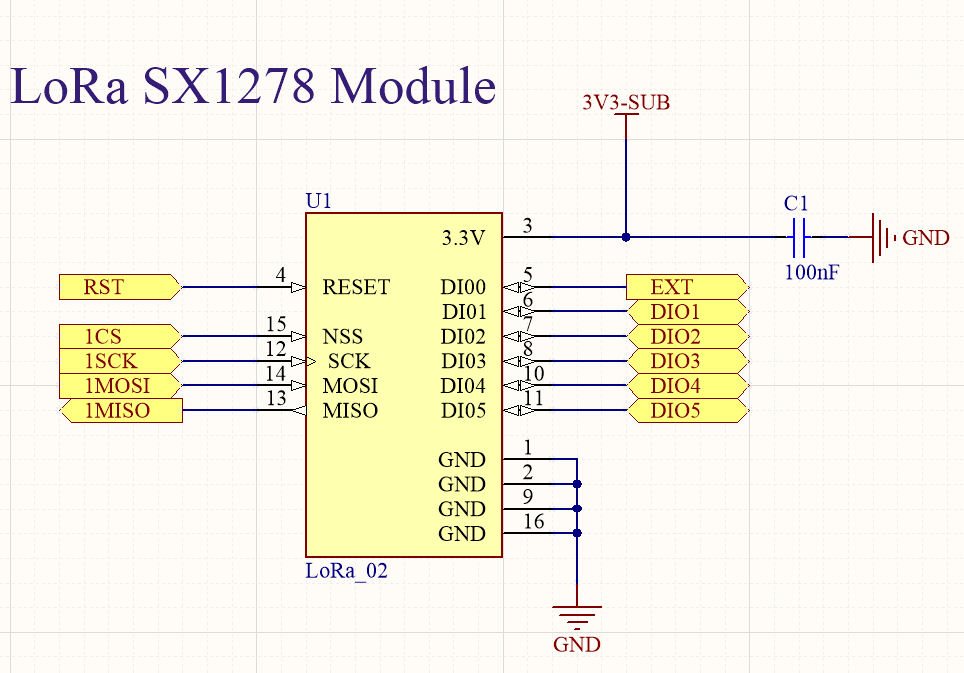 LoRa SX1278 Module
3V3-SUB
U1
C1
3.3V 3
GND
100nF
RST 4 RESET DI00 5 EXT
DI01 6 DIO1
1CS 15 NSS DI02 7 DIO2
1SCK 12 SCK DI03 8 DIO3
1MOSI 14 MOSI DI04 10 DIO4
1MISO 13 MISO DI05 11 DIO5
GND 1
GND 2
GND 9
GND 16
LoRa_02
GND